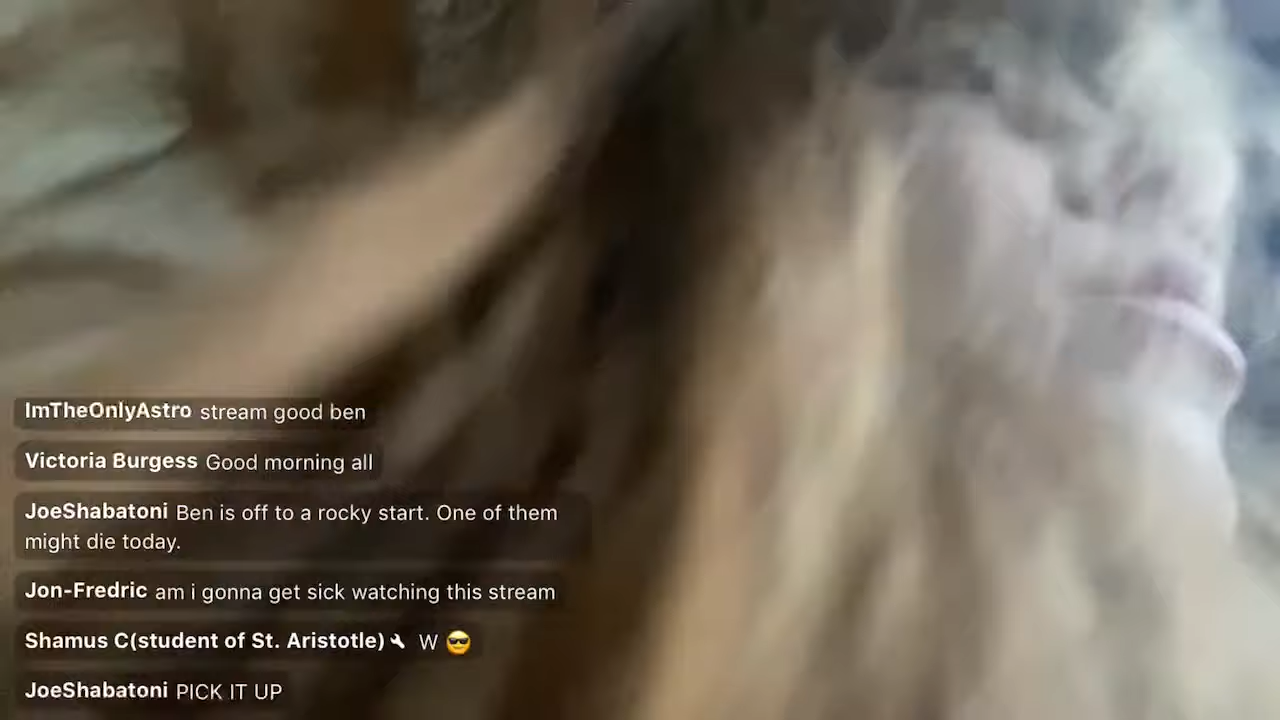 ImTheOnlyAstro stream good ben
Victoria Burgess Good morning all
JoeShabatoni Ben is off to a rocky start. One of them
might die today.
Jon-Fredric am i gonna get sick watching this stream
Shamus C(student of St. Aristotle) W 😎
JoeShabatoni PICK IT UP